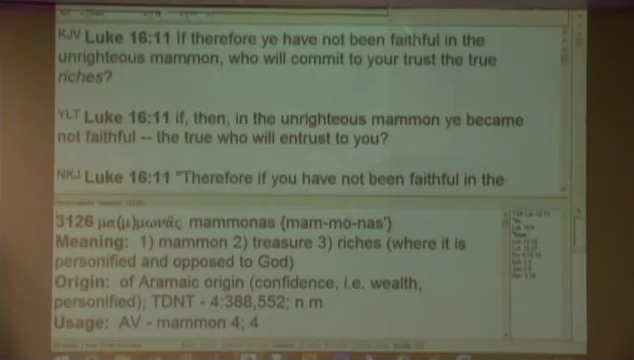 KJV Luke 16:11 If therefore ye have not been faithful in the
unrighteous mammon, who will commit to your trust the true
riches?
YLT Luke 16:11 if, then, in the unrighteous mammon ye became
not faithful -- the true who will entrust to you?
NKJ Luke 16:11 "Therefore if you have not been faithful in the
3126 μα(μ)μωνᾶς mammonas {mam-mo-nas'}
Meaning: 1) mammon 2) treasure 3) riches (where it is
personified and opposed to God)
Origin: of Aramaic origin (confidence, i.e. wealth,
personified); TDNT - 4:388,552; n m
Usage: AV - mammon 4; 4